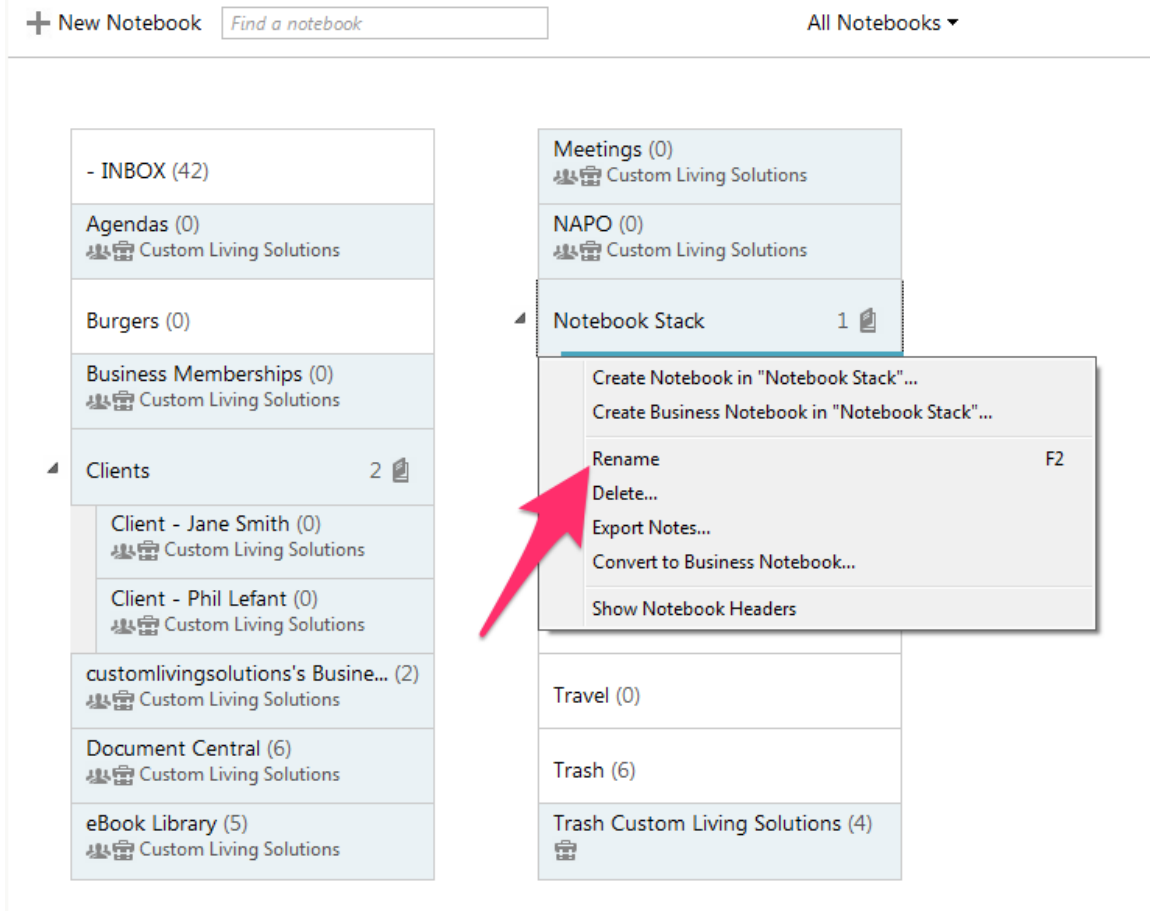 New Notebook
Find a notebook
All Notebooks
- INBOX (42)
Agendas (0)
Custom Living Solutions
Burgers (0)
Business Memberships (0)
Custom Living Solutions
Clients 2
Client - Jane Smith (0)
Custom Living Solutions
Client - Phil Lefant (0)
Custom Living Solutions
customlivingsolutions's Busine... (2)
Custom Living Solutions
Document Central (6)
Custom Living Solutions
eBook Library (5)
Custom Living Solutions
Meetings (0)
Custom Living Solutions
NAPO (0)
Custom Living Solutions
Notebook Stack 1
Create Notebook in "Notebook Stack"...
Create Business Notebook in "Notebook Stack"...
Rename F2
Delete...
Export Notes...
Convert to Business Notebook...
Show Notebook Headers
Travel (0)
Trash (6)
Trash Custom Living Solutions (4)